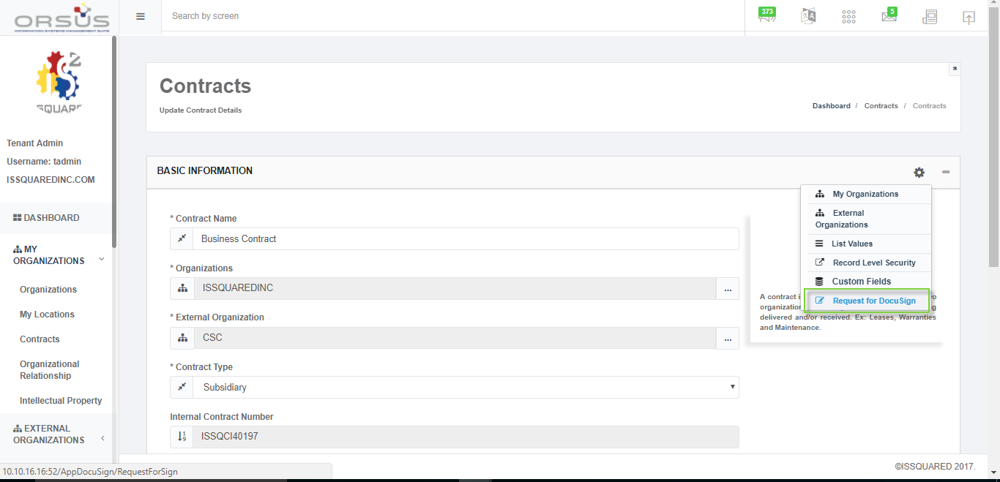 ORSUS
INFORMATION SYSTEMS MANAGEMENT SUITE
Search by screen
373
5
2
iS
SQUAR
Tenant Admin
Username: tadmin
ISSQUAREDINC.COM
DASHBOARD
MY
ORGANIZATIONS
Organizations
My Locations
Contracts
Organizational
Relationship
Intellectual Property
EXTERNAL
ORGANIZATIONS
Contracts
Update Contract Details
Dashboard / Contracts / Contracts
BASIC INFORMATION
* Contract Name
Business Contract
* Organizations
ISSQUAREDINC
...
* External Organization
CSC
...
* Contract Type
Subsidiary
Internal Contract Number
ISSQCI40197
My Organizations
External
Organizations
List Values
Record Level Security
Custom Fields
Request for DocuSign
A contract i
organization
delivered and/or received. Ex: Leases, Warranties
and Maintenance.
10.10.16.16:52/AppDocuSign/RequestForSign
©ISSQUARED 2017.